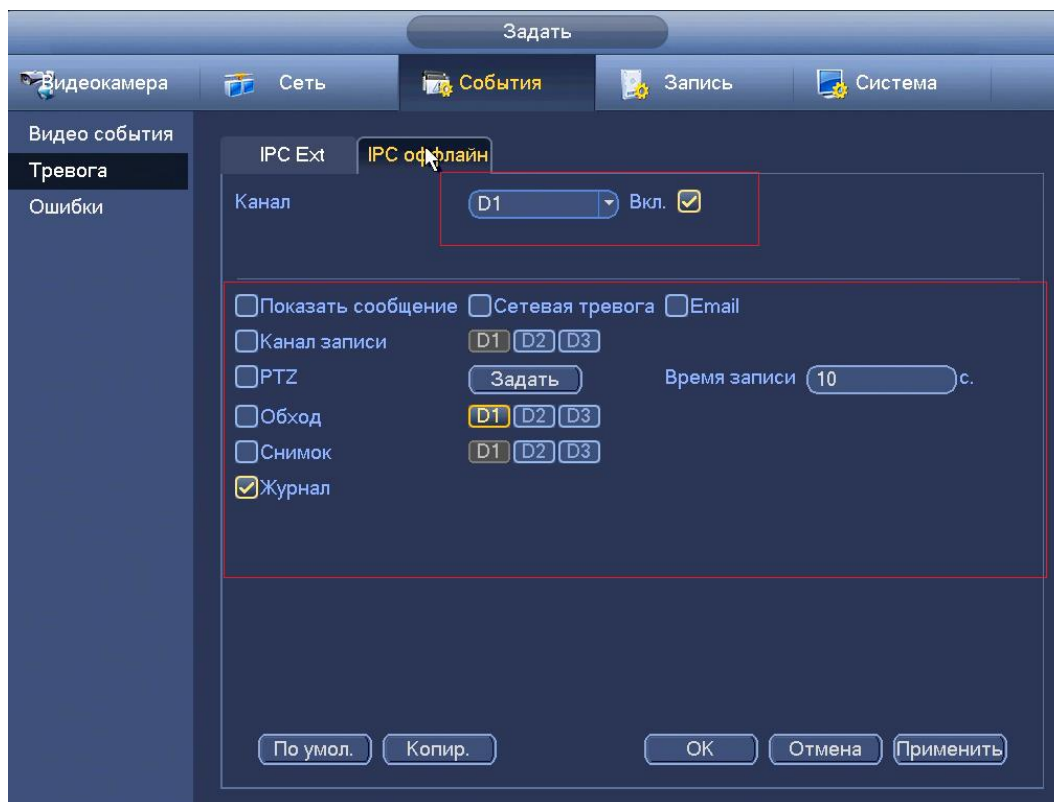 Задать
Видеокамера Сеть События Запись Система
Видео события
Тревога
Ошибки
IPC Ext IPC оффлайн
Канал D1 Вкл.
Показать сообщение Сетевая тревога Email
Канал записи D1 D2 D3
PTZ Задать Время записи 10 с.
Обход D1 D2 D3
Снимок D1 D2 D3
Журнал
По умол. Копир. OK Отмена Применить